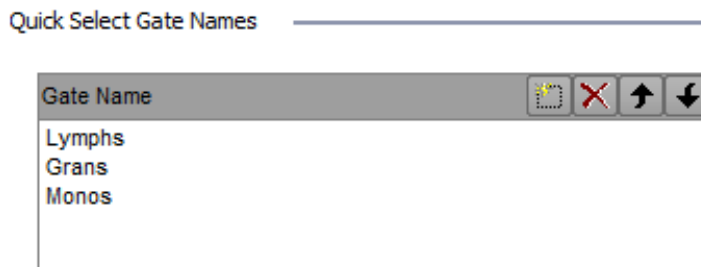 Quick Select Gate Names
Gate Name
Lymphs
Grans
Monos